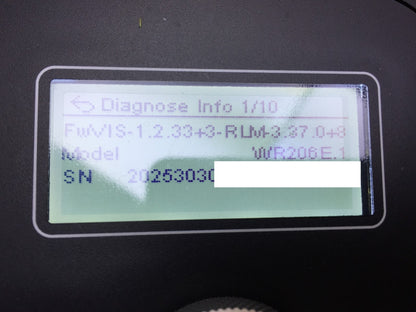 Diagnose Info 1/10
FwVIS-1.2.33+3-RLM-3.37.0+8
Model WR206E.1
SN 20253030